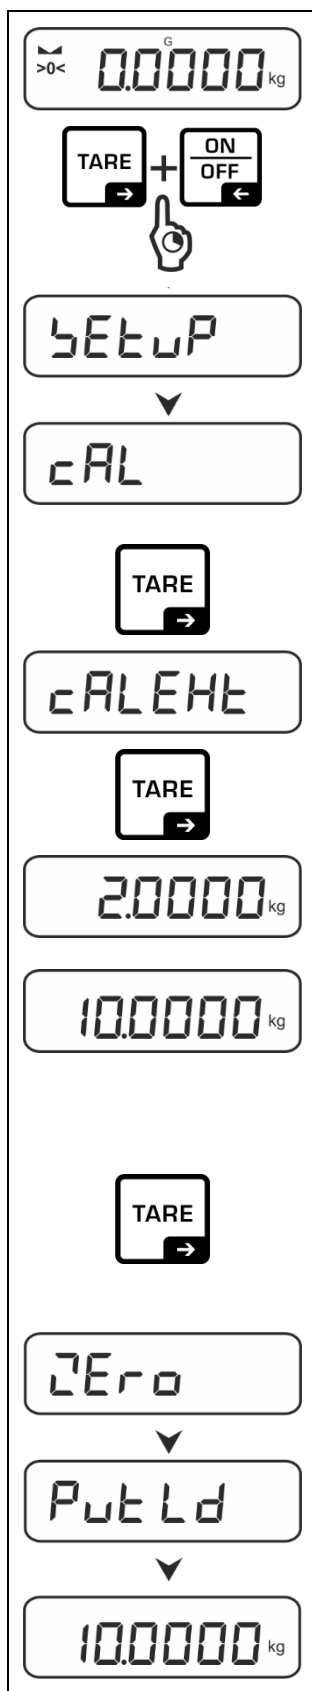 >0< G 0.0000 kg
TARE + ON
OFF
SEtuP
cAL
TARE
cALEHt
TARE
2.0000 kg
10.0000 kg
TARE
ZEro
PutLd
10.0000 kg